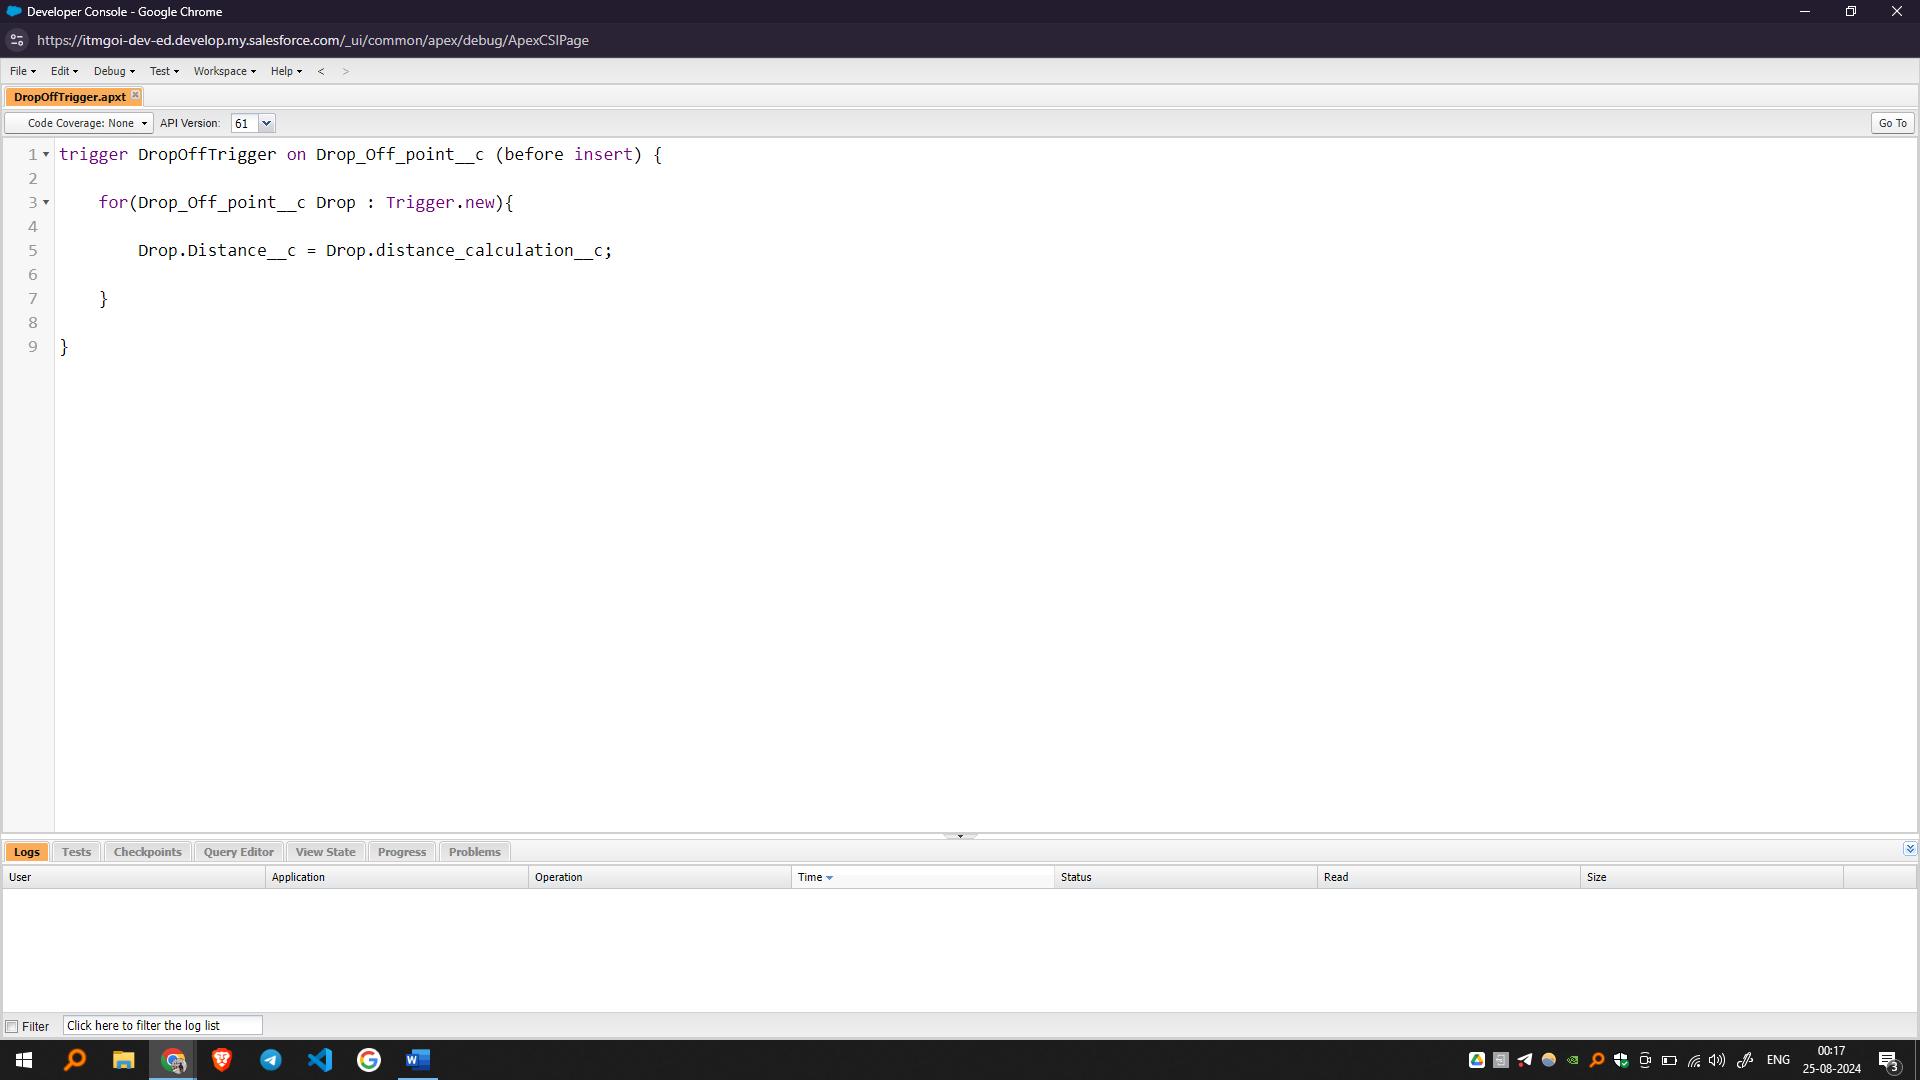 Developer Console - Google Chrome
https://itmgoi-dev-ed.develop.my.salesforce.com/_ui/common/apex/debug/ApexCSIPage
File Edit Debug Test Workspace Help < >
DropOffTrigger.apxt
Code Coverage: None API Version: 61 Go To
1 trigger DropOffTrigger on Drop_Off_point__c (before insert) {
2
3 for(Drop_Off_point__c Drop : Trigger.new){
4
5 Drop.Distance__c = Drop.distance_calculation__c;
6
7 }
8
9 }
Logs Tests Checkpoints Query Editor View State Progress Problems
User Application Operation Time Status Read Size
Filter Click here to filter the log list
ENG 00:17
25-08-2024
3